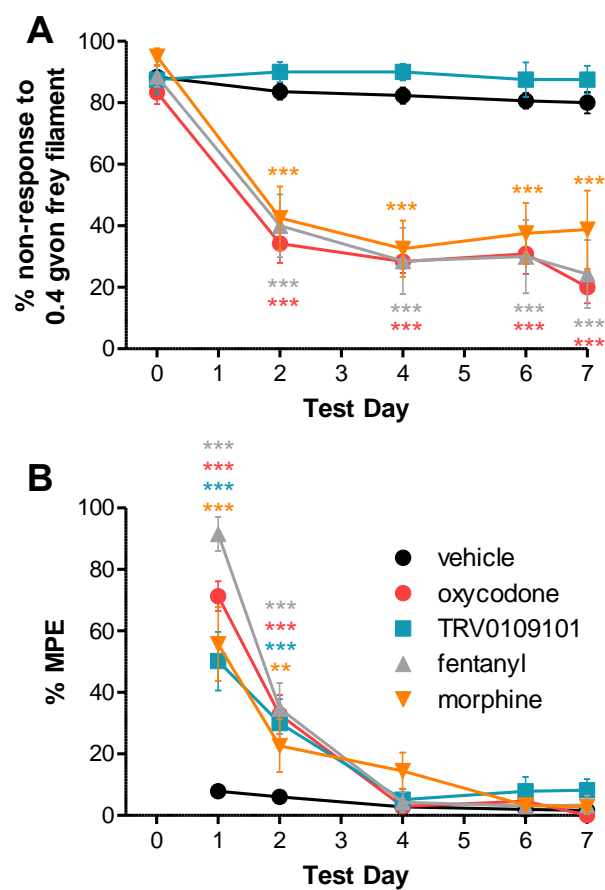 A
% non-response to
0.4 gvon frey filament
100
80
60
40
20
0
***
***
***
***
***
***
***
***
***
***
***
***
0 1 2 3 4 5 6 7
Test Day
B
% MPE
100
80
60
40
20
0
***
***
***
***
***
***
***
**
vehicle
oxycodone
TRV0109101
fentanyl
morphine
0 1 2 3 4 5 6 7
Test Day